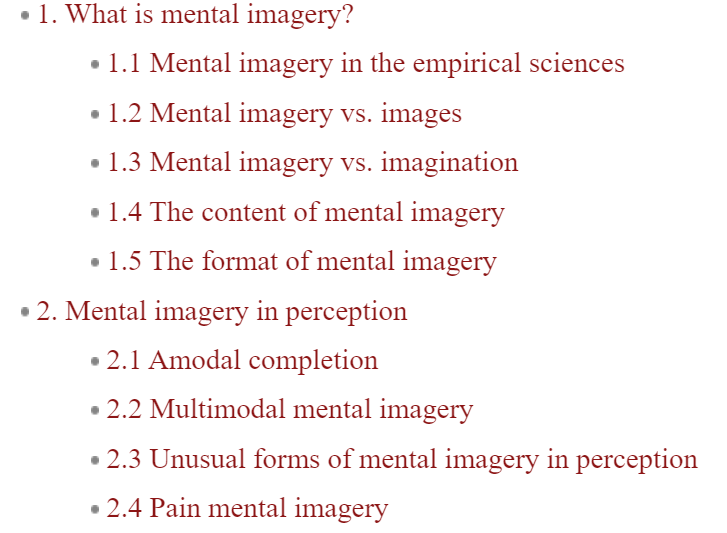 1. What is mental imagery?
1.1 Mental imagery in the empirical sciences
1.2 Mental imagery vs. images
1.3 Mental imagery vs. imagination
1.4 The content of mental imagery
1.5 The format of mental imagery
2. Mental imagery in perception
2.1 Amodal completion
2.2 Multimodal mental imagery
2.3 Unusual forms of mental imagery in perception
2.4 Pain mental imagery